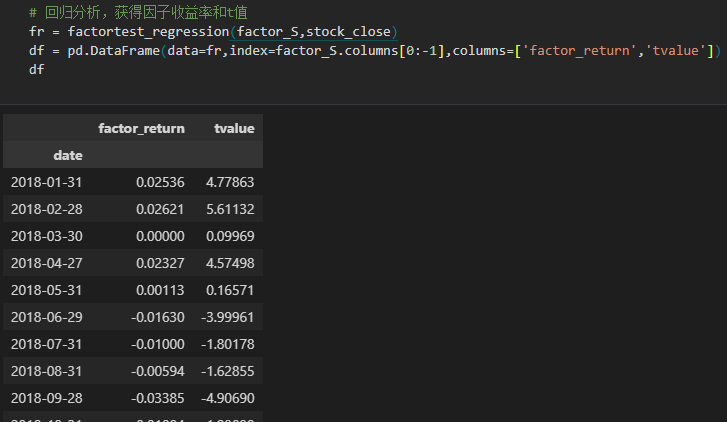 # 回归分析，获得因子收益率和t值
fr = factortest_regression(factor_S,stock_close)
df = pd.DataFrame(data=fr,index=factor_S.columns[0:-1],columns=['factor_return','tvalue'])
df
factor_return tvalue
date
2018-01-31 0.02536 4.77863
2018-02-28 0.02621 5.61132
2018-03-30 0.00000 0.09969
2018-04-27 0.02327 4.57498
2018-05-31 0.00113 0.16571
2018-06-29 -0.01630 -3.99961
2018-07-31 -0.01000 -1.80178
2018-08-31 -0.00594 -1.62855
2018-09-28 -0.03385 -4.90690